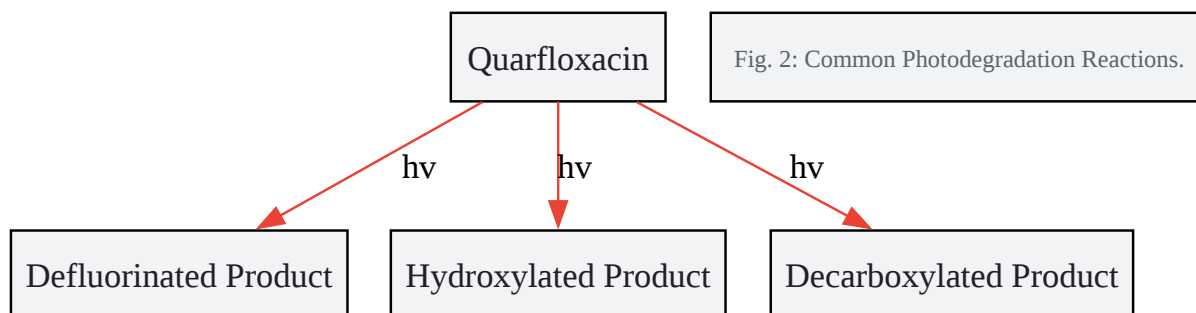 Quarfloxacin
Fig. 2: Common Photodegradation Reactions.
hv
hv
hv
Defluorinated Product
Hydroxylated Product
Decarboxylated Product